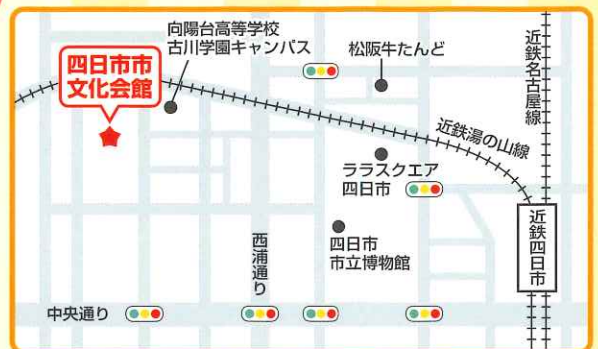 四日市市
文化会館
向陽台高等学校
古川学園キャンパス
松阪牛たんど
近鉄名古屋線
近鉄湯の山線
ララスクエア
四日市
四日市
市立博物館
近鉄四日市
西浦通り
中央通り